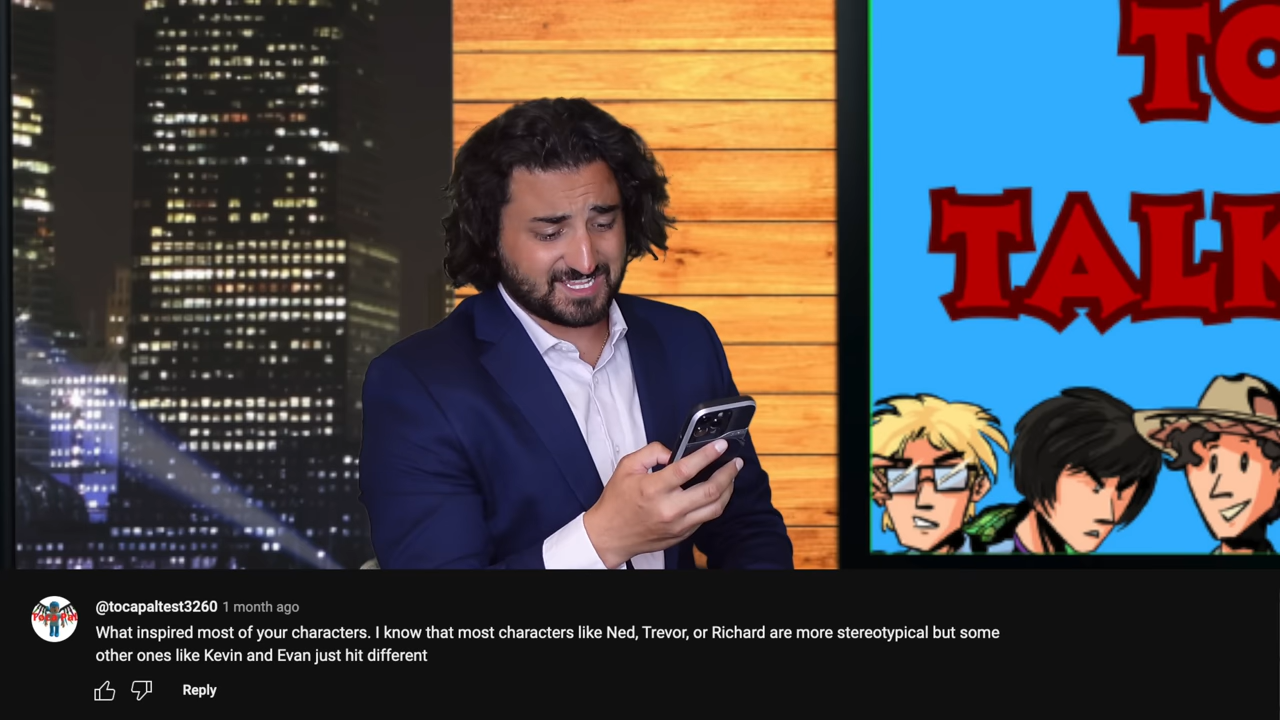 TO
TALK
@tocapaltest3260 1 month ago
What inspired most of your characters. I know that most characters like Ned, Trevor, or Richard are more stereotypical but some
other ones like Kevin and Evan just hit different
Reply